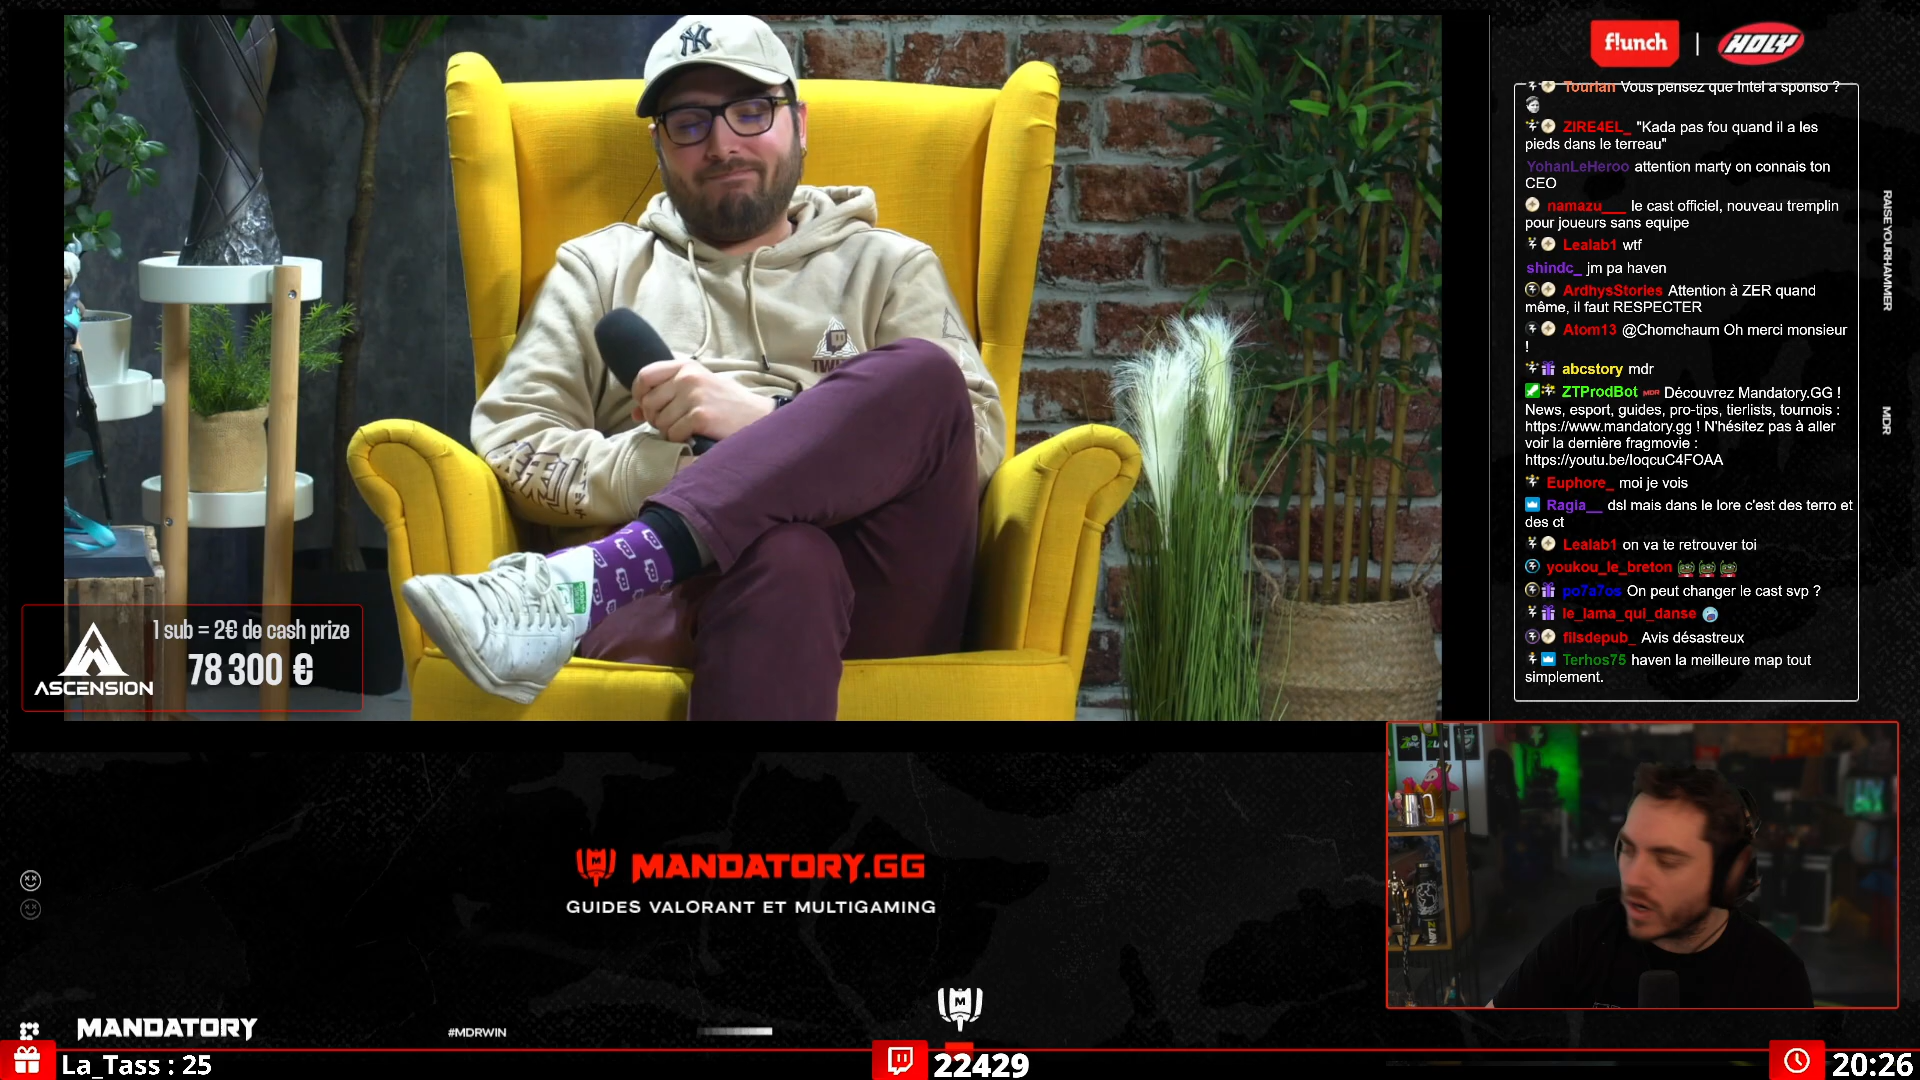 f!unch | HOLY
Tourlan Vous pensez que Intel a sponso ?
ZIRE4EL_ "Kada pas fou quand il a les
pieds dans le terreau"
YohanLeHeroo attention marty on connais ton
CEO
namazu___ le cast officiel, nouveau tremplin
pour joueurs sans equipe
Lealab1 wtf
shindc_ jm pa haven
ArdhysStories Attention à ZER quand
même, il faut RESPECTER
Atom13 @Chomchaum Oh merci monsieur
!
abcstory mdr
ZTProdBot MDR Découvrez Mandatory.GG !
News, esport, guides, pro-tips, tierlists, tournois :
https://www.mandatory.gg ! N'hésitez pas à aller
voir la dernière fragmovie :
https://youtu.be/IoqcuC4FOAA
Euphore_ moi je vois
Ragia__ dsl mais dans le lore c'est des terro et
des ct
Lealab1 on va te retrouver toi
youkou_le_breton
po7a7os On peut changer le cast svp ?
le_lama_qui_danse
filsdepub_ Avis désastreux
Terhos75 haven la meilleure map tout
simplement.
RAISE YOUR HAMMER
MDR
NY
1 sub = 2€ de cash prize
78 300 €
ASCENSION
MANDATORY.GG
GUIDES VALORANT ET MULTIGAMING
M
MANDATORY
#MDRWIN
La_Tass : 25
22429
20:26